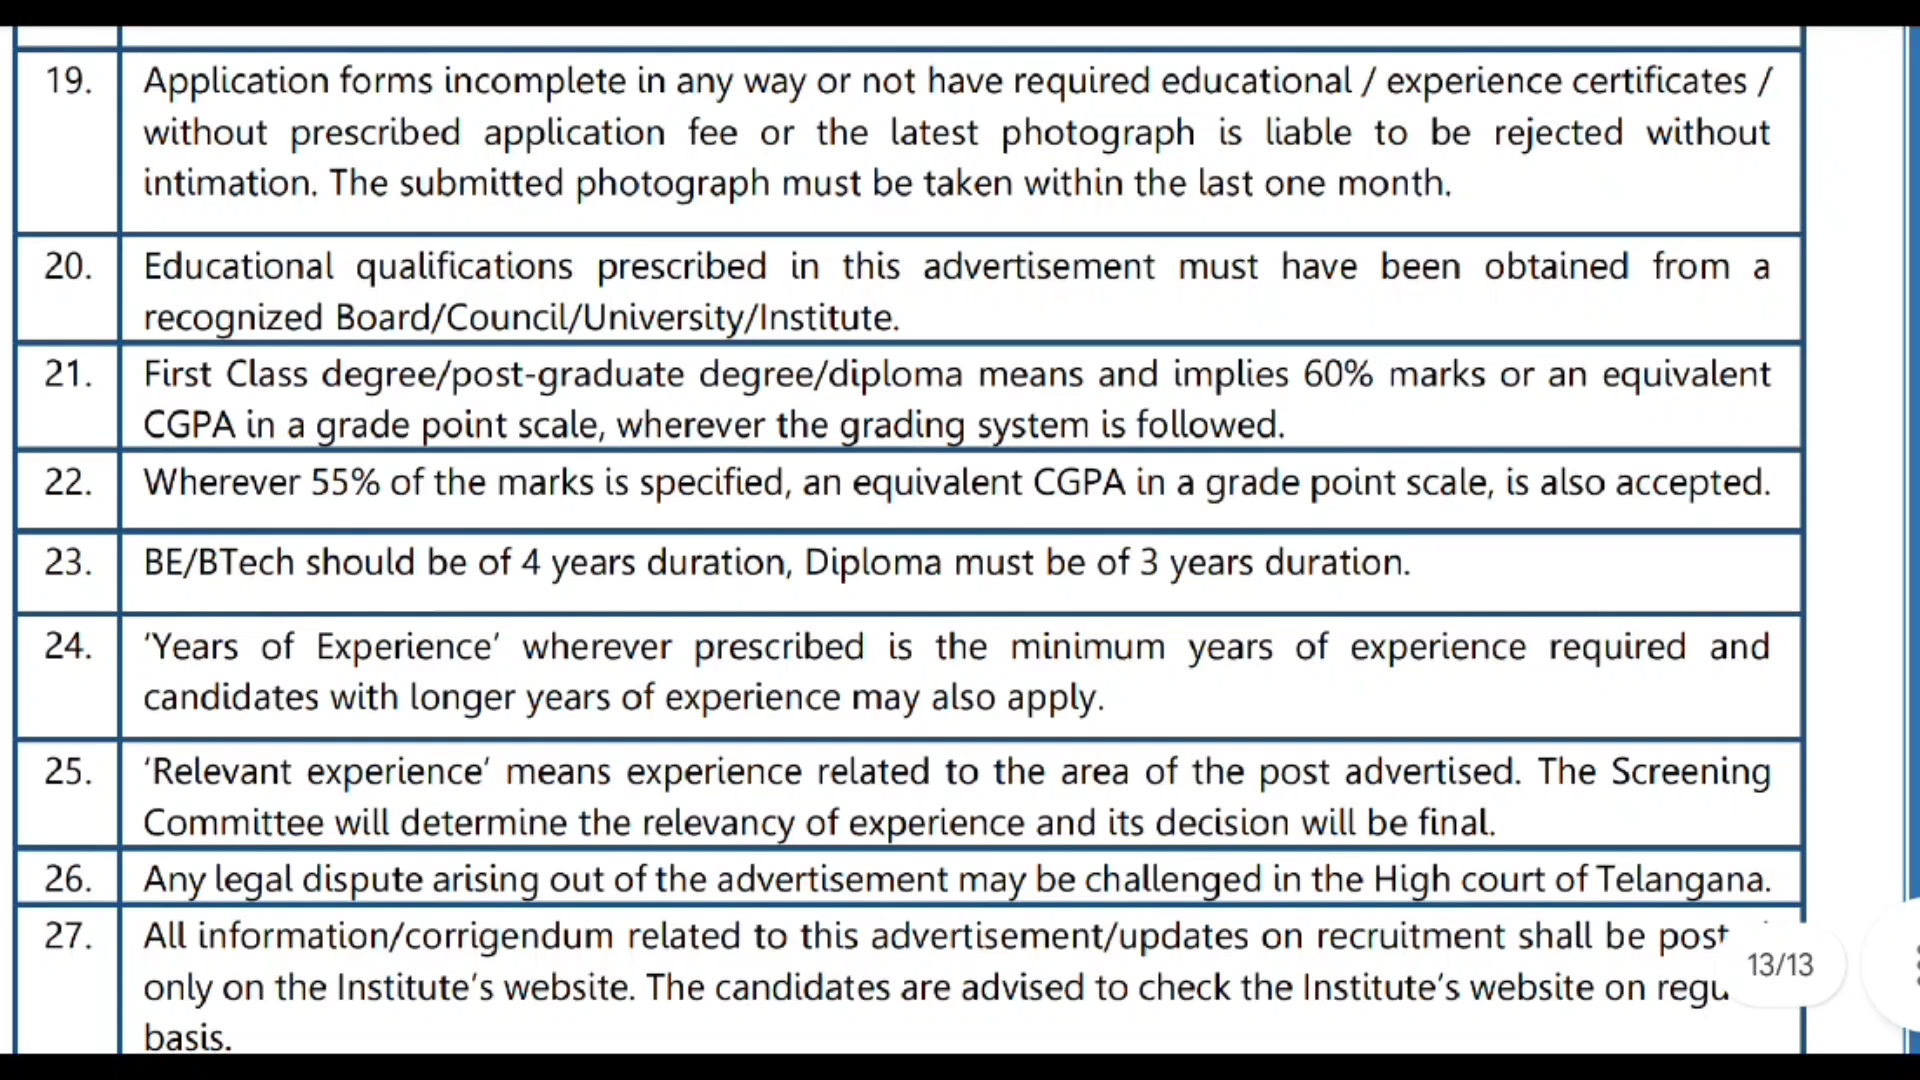 19. Application forms incomplete in any way or not have required educational / experience certificates /
without prescribed application fee or the latest photograph is liable to be rejected without
intimation. The submitted photograph must be taken within the last one month.
20. Educational qualifications prescribed in this advertisement must have been obtained from a
recognized Board/Council/University/Institute.
21. First Class degree/post-graduate degree/diploma means and implies 60% marks or an equivalent
CGPA in a grade point scale, wherever the grading system is followed.
22. Wherever 55% of the marks is specified, an equivalent CGPA in a grade point scale, is also accepted.
23. BE/BTech should be of 4 years duration, Diploma must be of 3 years duration.
24. ‘Years of Experience’ wherever prescribed is the minimum years of experience required and
candidates with longer years of experience may also apply.
25. ‘Relevant experience’ means experience related to the area of the post advertised. The Screening
Committee will determine the relevancy of experience and its decision will be final.
26. Any legal dispute arising out of the advertisement may be challenged in the High court of Telangana.
27. All information/corrigendum related to this advertisement/updates on recruitment shall be
only on the Institute’s website. The candidates are advised to check the Institute’s website on
basis.
13/13